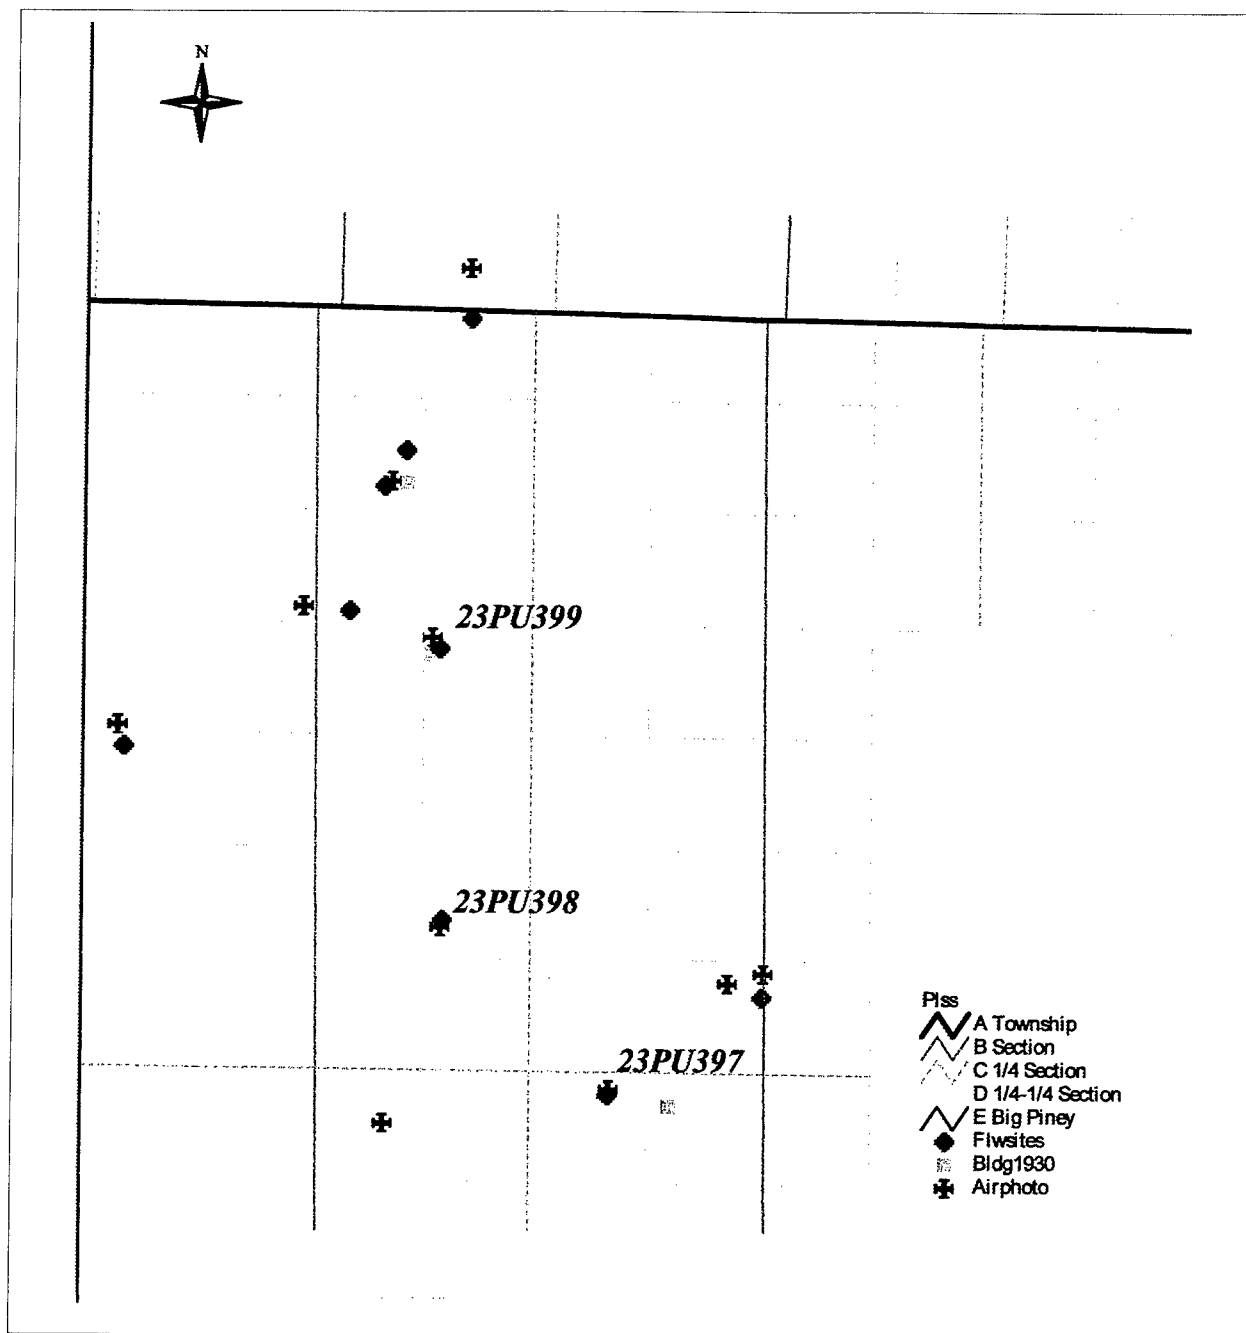 N
23PU399
23PU398
23PU397
Plss
A Township
B Section
C 1/4 Section
D 1/4-1/4 Section
E Big Piney
Flwsites
Bldg1930
Airphoto